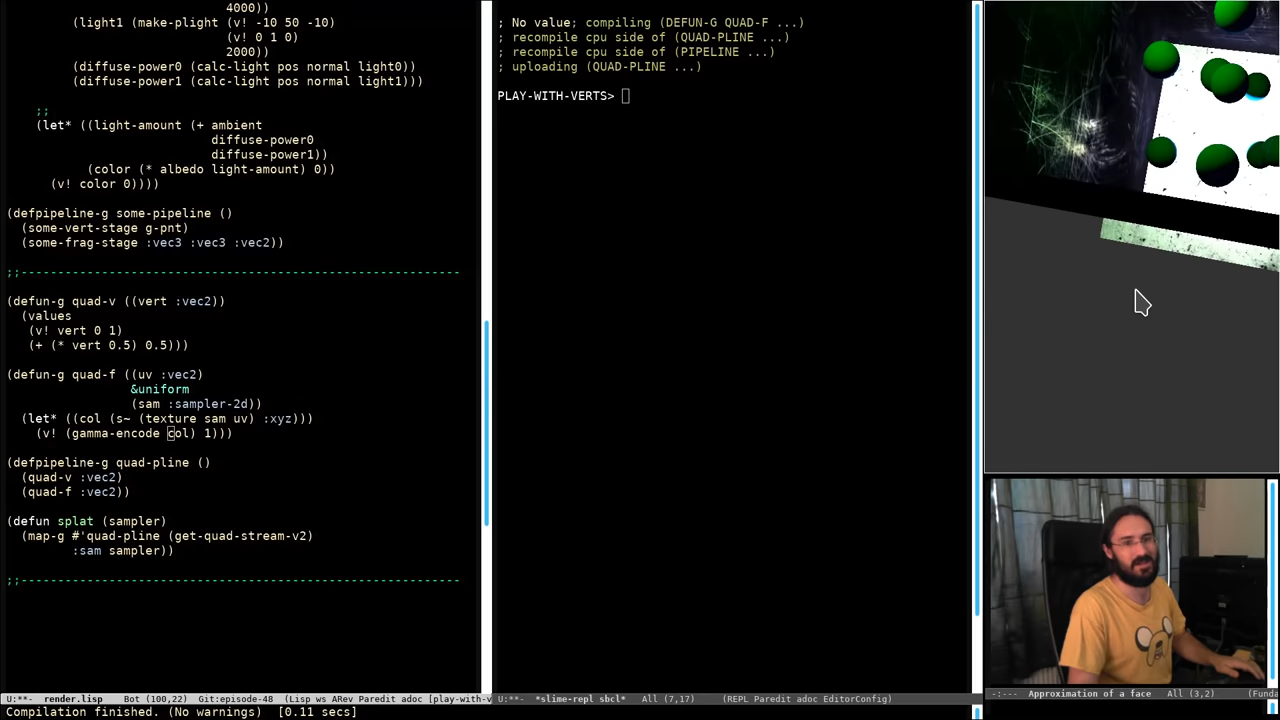 4000))
(light1 (make-plight (v! -10 50 -10)
(v! 0 1 0)
2000))
(diffuse-power0 (calc-light pos normal light0))
(diffuse-power1 (calc-light pos normal light1)))
;;
(let* ((light-amount (+ ambient
diffuse-power0
diffuse-power1))
(color (* albedo light-amount) 0))
(v! color 0))))
(defpipeline-g some-pipeline ()
(some-vert-stage g-pnt)
(some-frag-stage :vec3 :vec3 :vec2))
;;------------------------------------------------------------
(defun-g quad-v ((vert :vec2))
(values
(v! vert 0 1)
(+ (* vert 0.5) 0.5)))
(defun-g quad-f ((uv :vec2)
&uniform
(sam :sampler-2d))
(let* ((col (s~ (texture sam uv) :xyz)))
(v! (gamma-encode col) 1)))
(defpipeline-g quad-pline ()
(quad-v :vec2)
(quad-f :vec2))
(defun splat (sampler)
(map-g #'quad-pline (get-quad-stream-v2)
:sam sampler))
;;------------------------------------------------------------
U:**- render.lisp Bot (100,22) Git:episode-48 (Lisp ws ARev Paredit adoc [play-with-v
Compilation finished. (No warnings) [0.11 secs]
; No value; compiling (DEFUN-G QUAD-F ...)
; recompile cpu side of (QUAD-PLINE ...)
; recompile cpu side of (PIPELINE ...)
; uploading (QUAD-PLINE ...)
PLAY-WITH-VERTS>
U:**- *slime-repl sbcl* All (7,17) (REPL Paredit adoc EditorConfig)
-:--- Approximation of a face All (3,2) (Funda